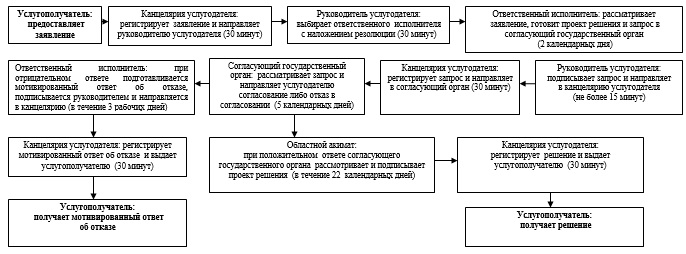 Услугополучатель:
предоставляет
заявление
Канцелярия услугодателя:
регистрирует заявление и направляет
руководителю услугодателя (30 минут)
Руководитель услугодателя:
выбирает ответственного исполнителя
с наложением резолюции (30 минут)
Ответственный исполнитель: рассматривает
заявление, готовит проект решения и запрос в
согласующий государственный орган
(2 календарных дня)
Руководитель услугодателя:
подписывает запрос и направляет
в канцелярию услугодателя
(не более 15 минут)
Канцелярия услугодателя:
регистрирует запрос и направляет
в согласующий орган (30 минут)
Согласующий государственный
орган: рассматривает запрос и
направляет услугодателю
согласование либо отказ в
согласовании (5 календарных дней)
Ответственный исполнитель: при
отрицательном ответе подготавливается
мотивированный ответ об отказе,
подписывается руководителем и направляется
в канцелярию (в течение 3 рабочих дней)
Канцелярия услугодателя: регистрирует
мотивированный ответ об отказе и выдает
услугополучателю (30 минут)
Областной акимат:
при положительном ответе согласующего
государственного органа рассмотрирует и подписывает
проект решения (в течение 22 календарных дней)
Канцелярия услугодателя:
регистрирует решение и выдает
услугополучателю (30 минут)
Услугополучатель:
получает мотивированный ответ
об отказе
Услугополучатель:
получает решение